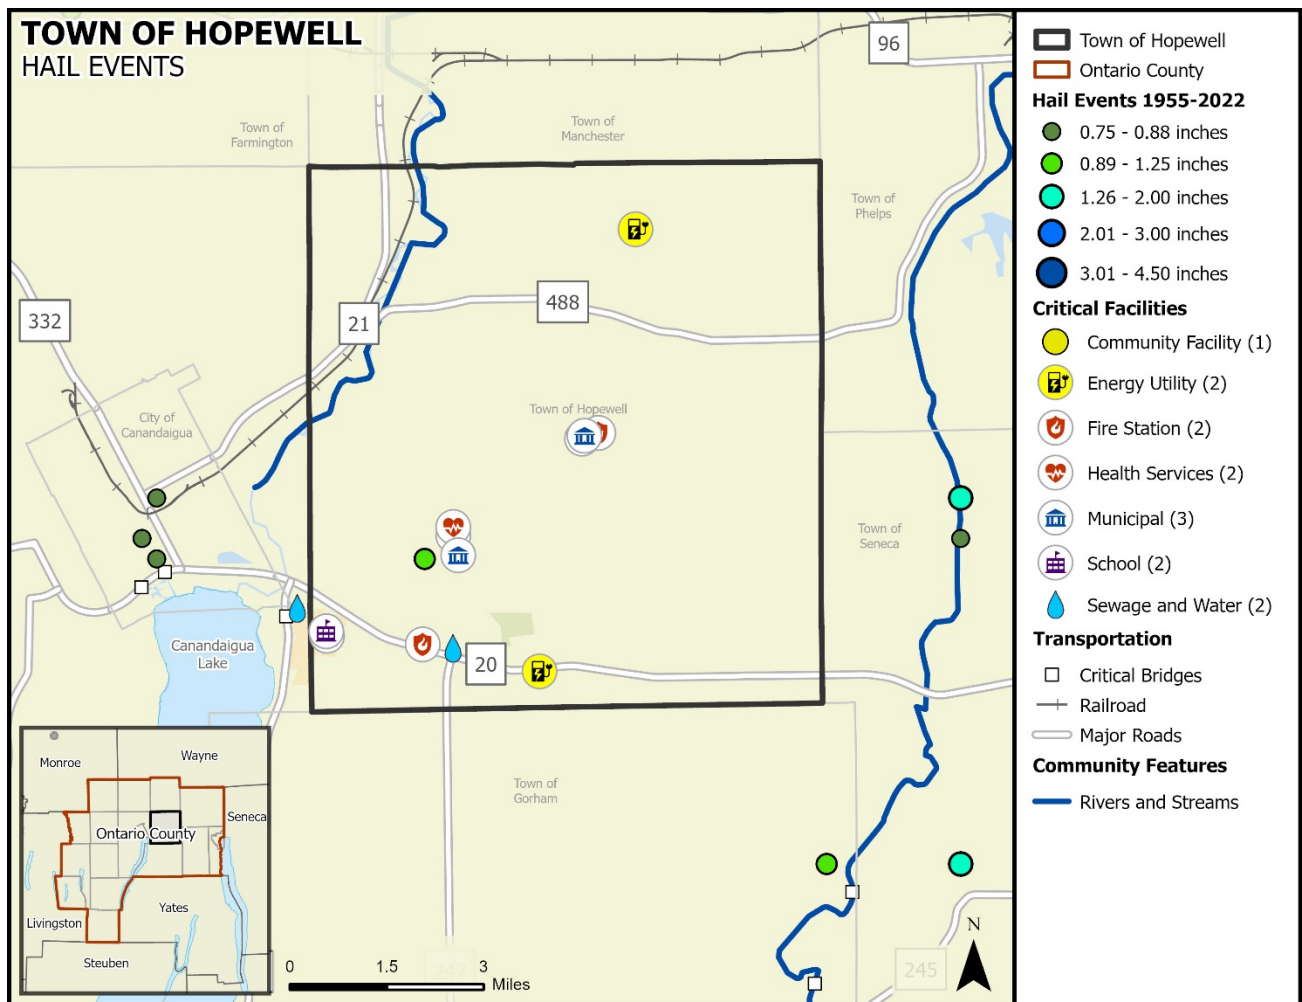 TOWN OF HOPEWELL
HAIL EVENTS
96
Town of
Farmington
Town of
Manchester
Town of
Phelps
332
21
488
City of
Canandaigua
Town of Hopewell
Town of
Seneca
Canandaigua
Lake
20
Town of
Gorham
247
245
Monroe
Wayne
Seneca
Ontario County
Livingston
Yates
Steuben
0 1.5 3
Miles
N
Town of Hopewell
Ontario County
Hail Events 1955-2022
0.75 - 0.88 inches
0.89 - 1.25 inches
1.26 - 2.00 inches
2.01 - 3.00 inches
3.01 - 4.50 inches
Critical Facilities
Community Facility (1)
Energy Utility (2)
Fire Station (2)
Health Services (2)
Municipal (3)
School (2)
Sewage and Water (2)
Transportation
Critical Bridges
Railroad
Major Roads
Community Features
Rivers and Streams